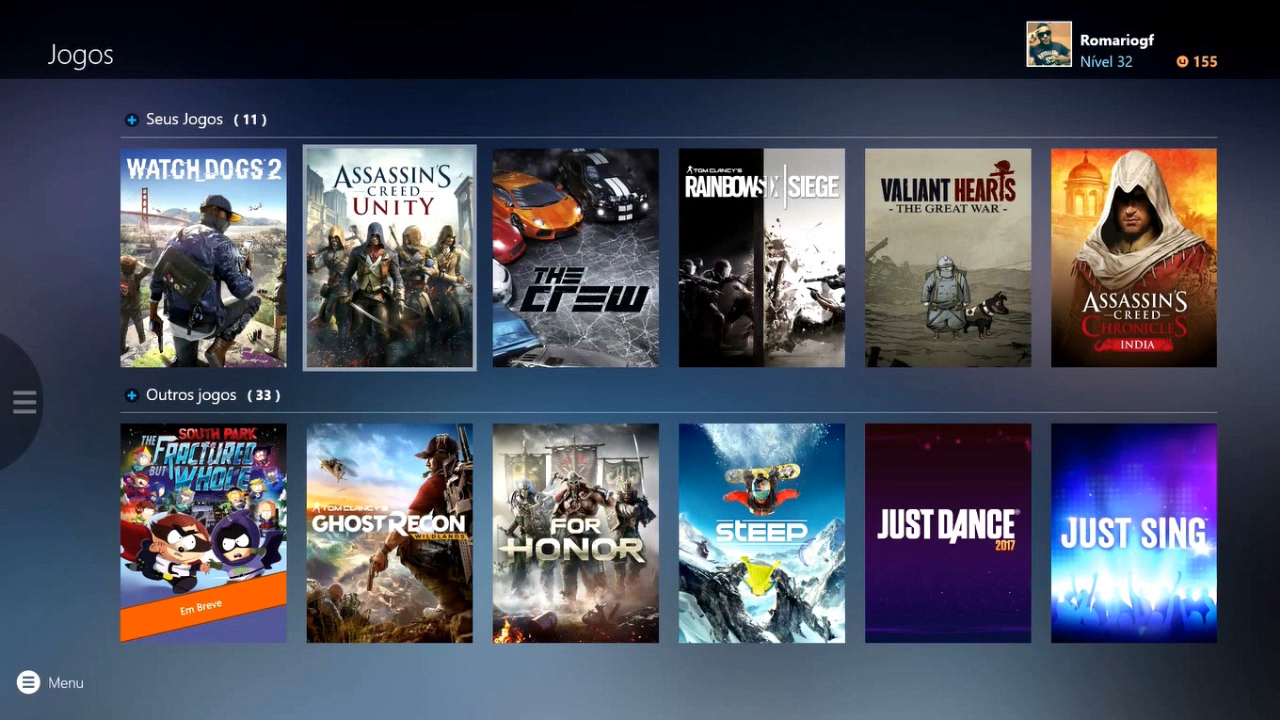 Jogos
Romariogf
Nível 32
155
Seus Jogos ( 11 )
WATCH_DOGS 2
ASSASSIN'S
CREED
UNITY
THE
CREW
TOM CLANCY'S
RAINBOW SIX | SIEGE
VALIANT HEARTS
- THE GREAT WAR -
ASSASSIN'S
CREED
CHRONICLES
INDIA
Outros jogos ( 33 )
SOUTH PARK
THE
FRACTURED
BUT
WHOLE
Em Breve
TOM CLANCY'S
GHOST RECON
WILDLANDS
FOR
HONOR
STEEP
JUST DANCE®
2017
JUST SING
Menu